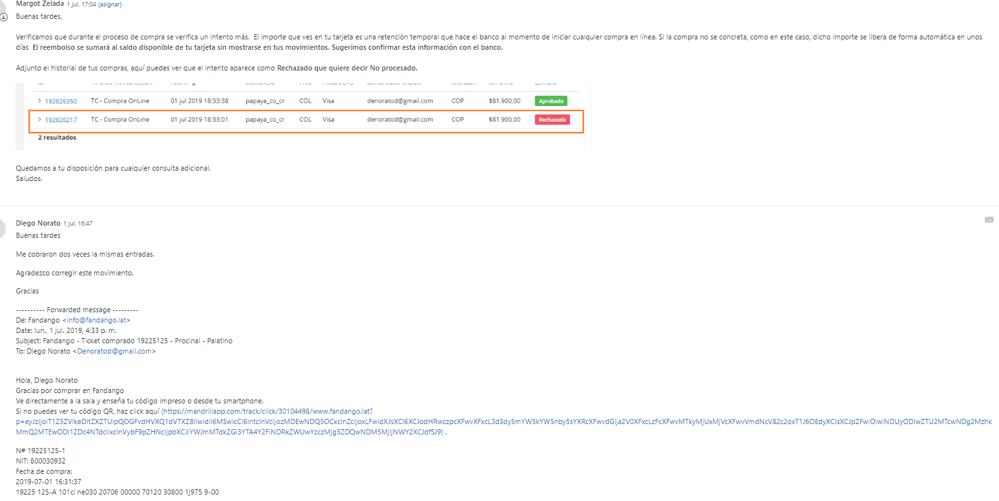 Margot Zelada 1 jul. 17:04 (asignar)
Buenas tardes,
Verificamos que durante el proceso de compra se verifica un intento más. El importe que ves en tu tarjeta es una retención temporal que hace el banco al momento de iniciar cualquier compra en línea. Si la compra no se concreta, como en este caso, dicho importe se libera de forma automática en unos
días El reembolso se sumará al saldo disponible de tu tarjeta sin mostrarse en tus movimientos. Sugerimos confirmar esta información con el banco.
Adjunto el historial de tus compras, aquí puedes ver que el intento aparece como Rechazado que quiere decir No procesado.
ID TIPO DE TRANSACCIÓN FECHA COMERCIO PAÍS PRODUCTO EMAIL COMPRADOR MONEDA IMPORTE ESTADO
> 192826350 TC - Compra OnLine 01 jul 2019 18:33:38 papaya_co_cr COL Visa denoratod@gmail.com COP $81.900,00 Aprobada
> 192826217 TC - Compra OnLine 01 jul 2019 18:33:01 papaya_co_cr COL Visa denoratod@gmail.com COP $81.900,00 Rechazada
2 resultados
Quedamos a tu disposición para cualquier consulta adicional.
Saludos.
Diego Norato 1 jul. 16:47
Buenas tardes
Me cobraron dos veces la mismas entradas.
Agradezco corregir este movimiento.
Gracias
---------- Forwarded message ---------
De: Fandango <info@fandango.lat>
Date: lun., 1 jul. 2019, 4:33 p. m.
Subject: Fandango - Ticket comprado 19225125 - Procinal - Palatino
To: Diego Norato <Denoratod@gmail.com>
Hola, Diego Norato
Gracias por comprar en Fandango
Ve directamente a la sala y enseña tu código impreso o desde tu smartphone.
Si no puedes ver tu código QR, haz click aquí (https://mandrillapp.com/track/click/30104498/www.fandango.lat?
N# 19225125-1
NIT: 800030932
Fecha de compra:
2019-07-01 16:31:37
19225 125-A 101ci ne030 20706 00000 70120 30800 1j975 9-00